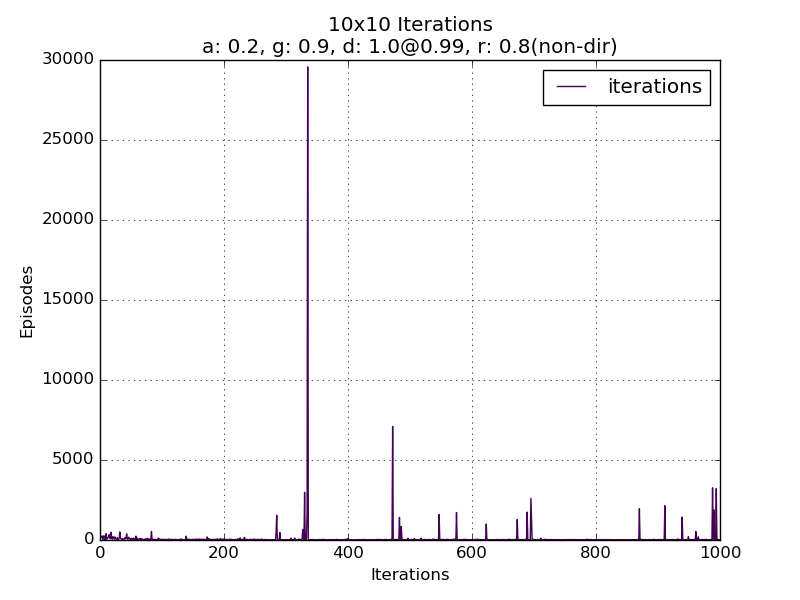 10x10 Iterations
a: 0.2, g: 0.9, d: 1.0@0.99, r: 0.8(non-dir)
30000
25000
20000
15000
10000
5000
0
iterations
Episodes
0 200 400 600 800 1000
Iterations